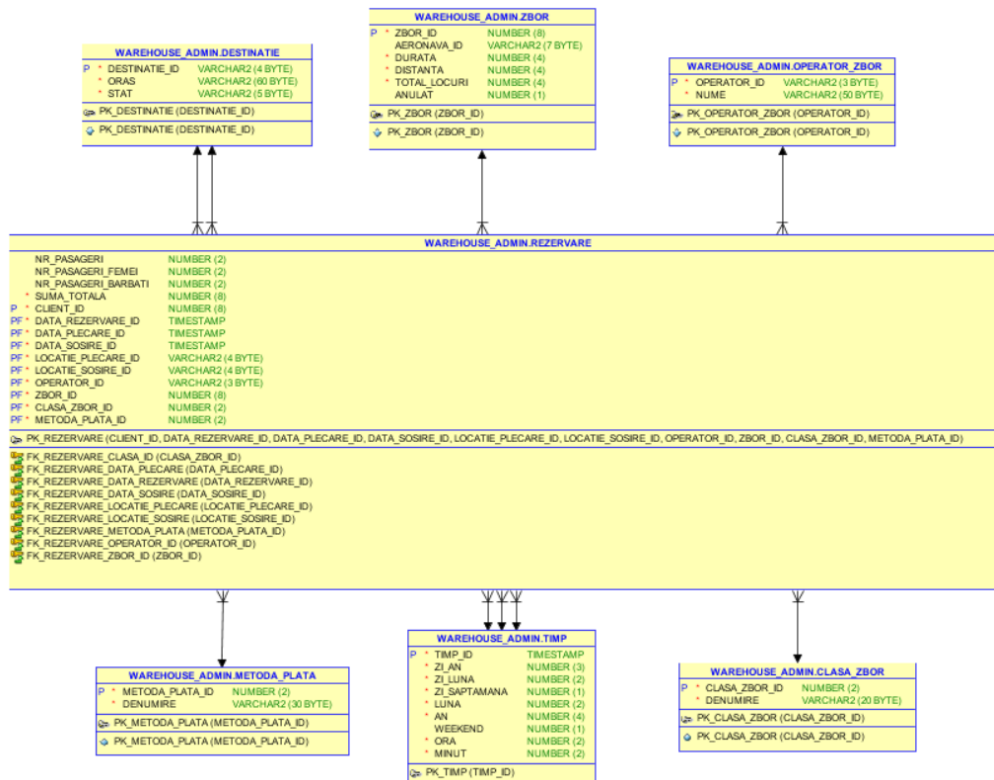 WAREHOUSE_ADMIN.DESTINATIE
P * DESTINATIE_ID VARCHAR2 (4 BYTE)
* ORAS VARCHAR2 (60 BYTE)
* STAT VARCHAR2 (5 BYTE)
PK_DESTINATIE (DESTINATIE_ID)
PK_DESTINATIE (DESTINATIE_ID)
WAREHOUSE_ADMIN.ZBOR
P * ZBOR_ID NUMBER (8)
AERONAVA_ID VARCHAR2 (7 BYTE)
* DURATA NUMBER (4)
* DISTANTA NUMBER (4)
* TOTAL_LOCURI NUMBER (4)
ANULAT NUMBER (1)
PK_ZBOR (ZBOR_ID)
PK_ZBOR (ZBOR_ID)
WAREHOUSE_ADMIN.OPERATOR_ZBOR
P * OPERATOR_ID VARCHAR2 (3 BYTE)
* NUME VARCHAR2 (50 BYTE)
PK_OPERATOR_ZBOR (OPERATOR_ID)
PK_OPERATOR_ZBOR (OPERATOR_ID)
WAREHOUSE_ADMIN.REZERVARE
NR_PASAGERI NUMBER (2)
NR_PASAGERI_FEMEI NUMBER (2)
NR_PASAGERI_BARBATI NUMBER (2)
* SUMA_TOTALA NUMBER (8)
P * CLIENT_ID NUMBER (8)
PF * DATA_REZERVARE_ID TIMESTAMP
PF * DATA_PLECARE_ID TIMESTAMP
PF * DATA_SOSIRE_ID TIMESTAMP
PF * LOCATIE_PLECARE_ID VARCHAR2 (4 BYTE)
PF * LOCATIE_SOSIRE_ID VARCHAR2 (4 BYTE)
PF * OPERATOR_ID VARCHAR2 (3 BYTE)
PF * ZBOR_ID NUMBER (8)
PF * CLASA_ZBOR_ID NUMBER (2)
PF * METODA_PLATA_ID NUMBER (2)
PK_REZERVARE (CLIENT_ID, DATA_REZERVARE_ID, DATA_PLECARE_ID, DATA_SOSIRE_ID, LOCATIE_PLECARE_ID, LOCATIE_SOSIRE_ID, OPERATOR_ID, ZBOR_ID, CLASA_ZBOR_ID, METODA_PLATA_ID)
FK_REZERVARE_CLASA_ID (CLASA_ZBOR_ID)
FK_REZERVARE_DATA_PLECARE (DATA_PLECARE_ID)
FK_REZERVARE_DATA_REZERVARE (DATA_REZERVARE_ID)
FK_REZERVARE_DATA_SOSIRE (DATA_SOSIRE_ID)
FK_REZERVARE_LOCATIE_PLECARE (LOCATIE_PLECARE_ID)
FK_REZERVARE_LOCATIE_SOSIRE (LOCATIE_SOSIRE_ID)
FK_REZERVARE_METODA_PLATA (METODA_PLATA_ID)
FK_REZERVARE_OPERATOR_ID (OPERATOR_ID)
FK_REZERVARE_ZBOR_ID (ZBOR_ID)
WAREHOUSE_ADMIN.METODA_PLATA
P * METODA_PLATA_ID NUMBER (2)
* DENUMIRE VARCHAR2 (30 BYTE)
PK_METODA_PLATA (METODA_PLATA_ID)
PK_METODA_PLATA (METODA_PLATA_ID)
WAREHOUSE_ADMIN.TIMP
P * TIMP_ID TIMESTAMP
* ZI_AN NUMBER (3)
* ZI_LUNA NUMBER (2)
* ZI_SAPTAMANA NUMBER (1)
* LUNA NUMBER (2)
* AN NUMBER (4)
WEEKEND NUMBER (1)
* ORA NUMBER (2)
* MINUT NUMBER (2)
PK_TIMP (TIMP_ID)
WAREHOUSE_ADMIN.CLASA_ZBOR
P * CLASA_ZBOR_ID NUMBER (2)
* DENUMIRE VARCHAR2 (20 BYTE)
PK_CLASA_ZBOR (CLASA_ZBOR_ID)
PK_CLASA_ZBOR (CLASA_ZBOR_ID)